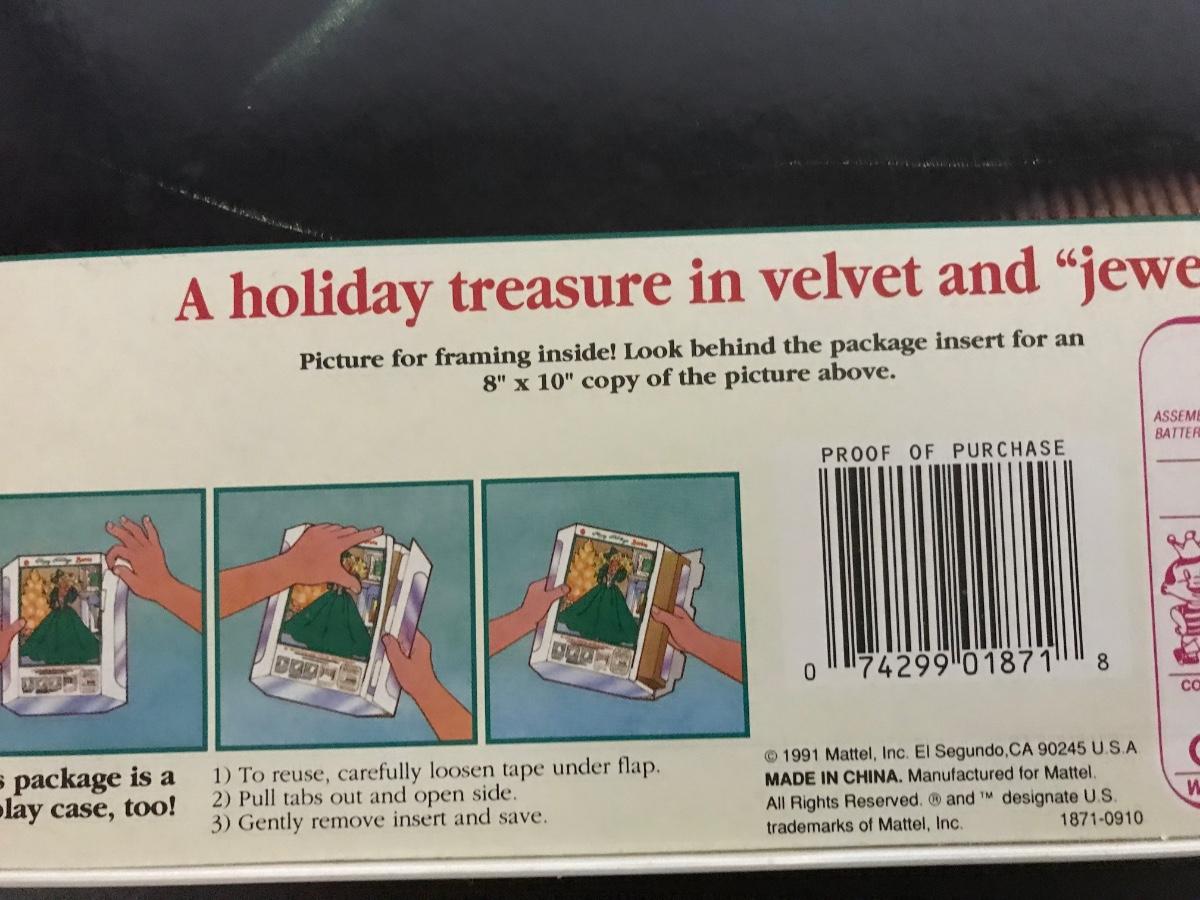 A holiday treasure in velvet and “jewe
Picture for framing inside! Look behind the package insert for an
8" x 10" copy of the picture above.
PROOF OF PURCHASE
0 74299 01871 8
ASSEM
BATTER
s package is a
play case, too!
1) To reuse, carefully loosen tape under flap.
2) Pull tabs out and open side.
3) Gently remove insert and save.
© 1991 Mattel, Inc. El Segundo,CA 90245 U.S.A
MADE IN CHINA. Manufactured for Mattel.
All Rights Reserved. ® and ™ designate U.S.
trademarks of Mattel, Inc. 1871-0910
CO
W